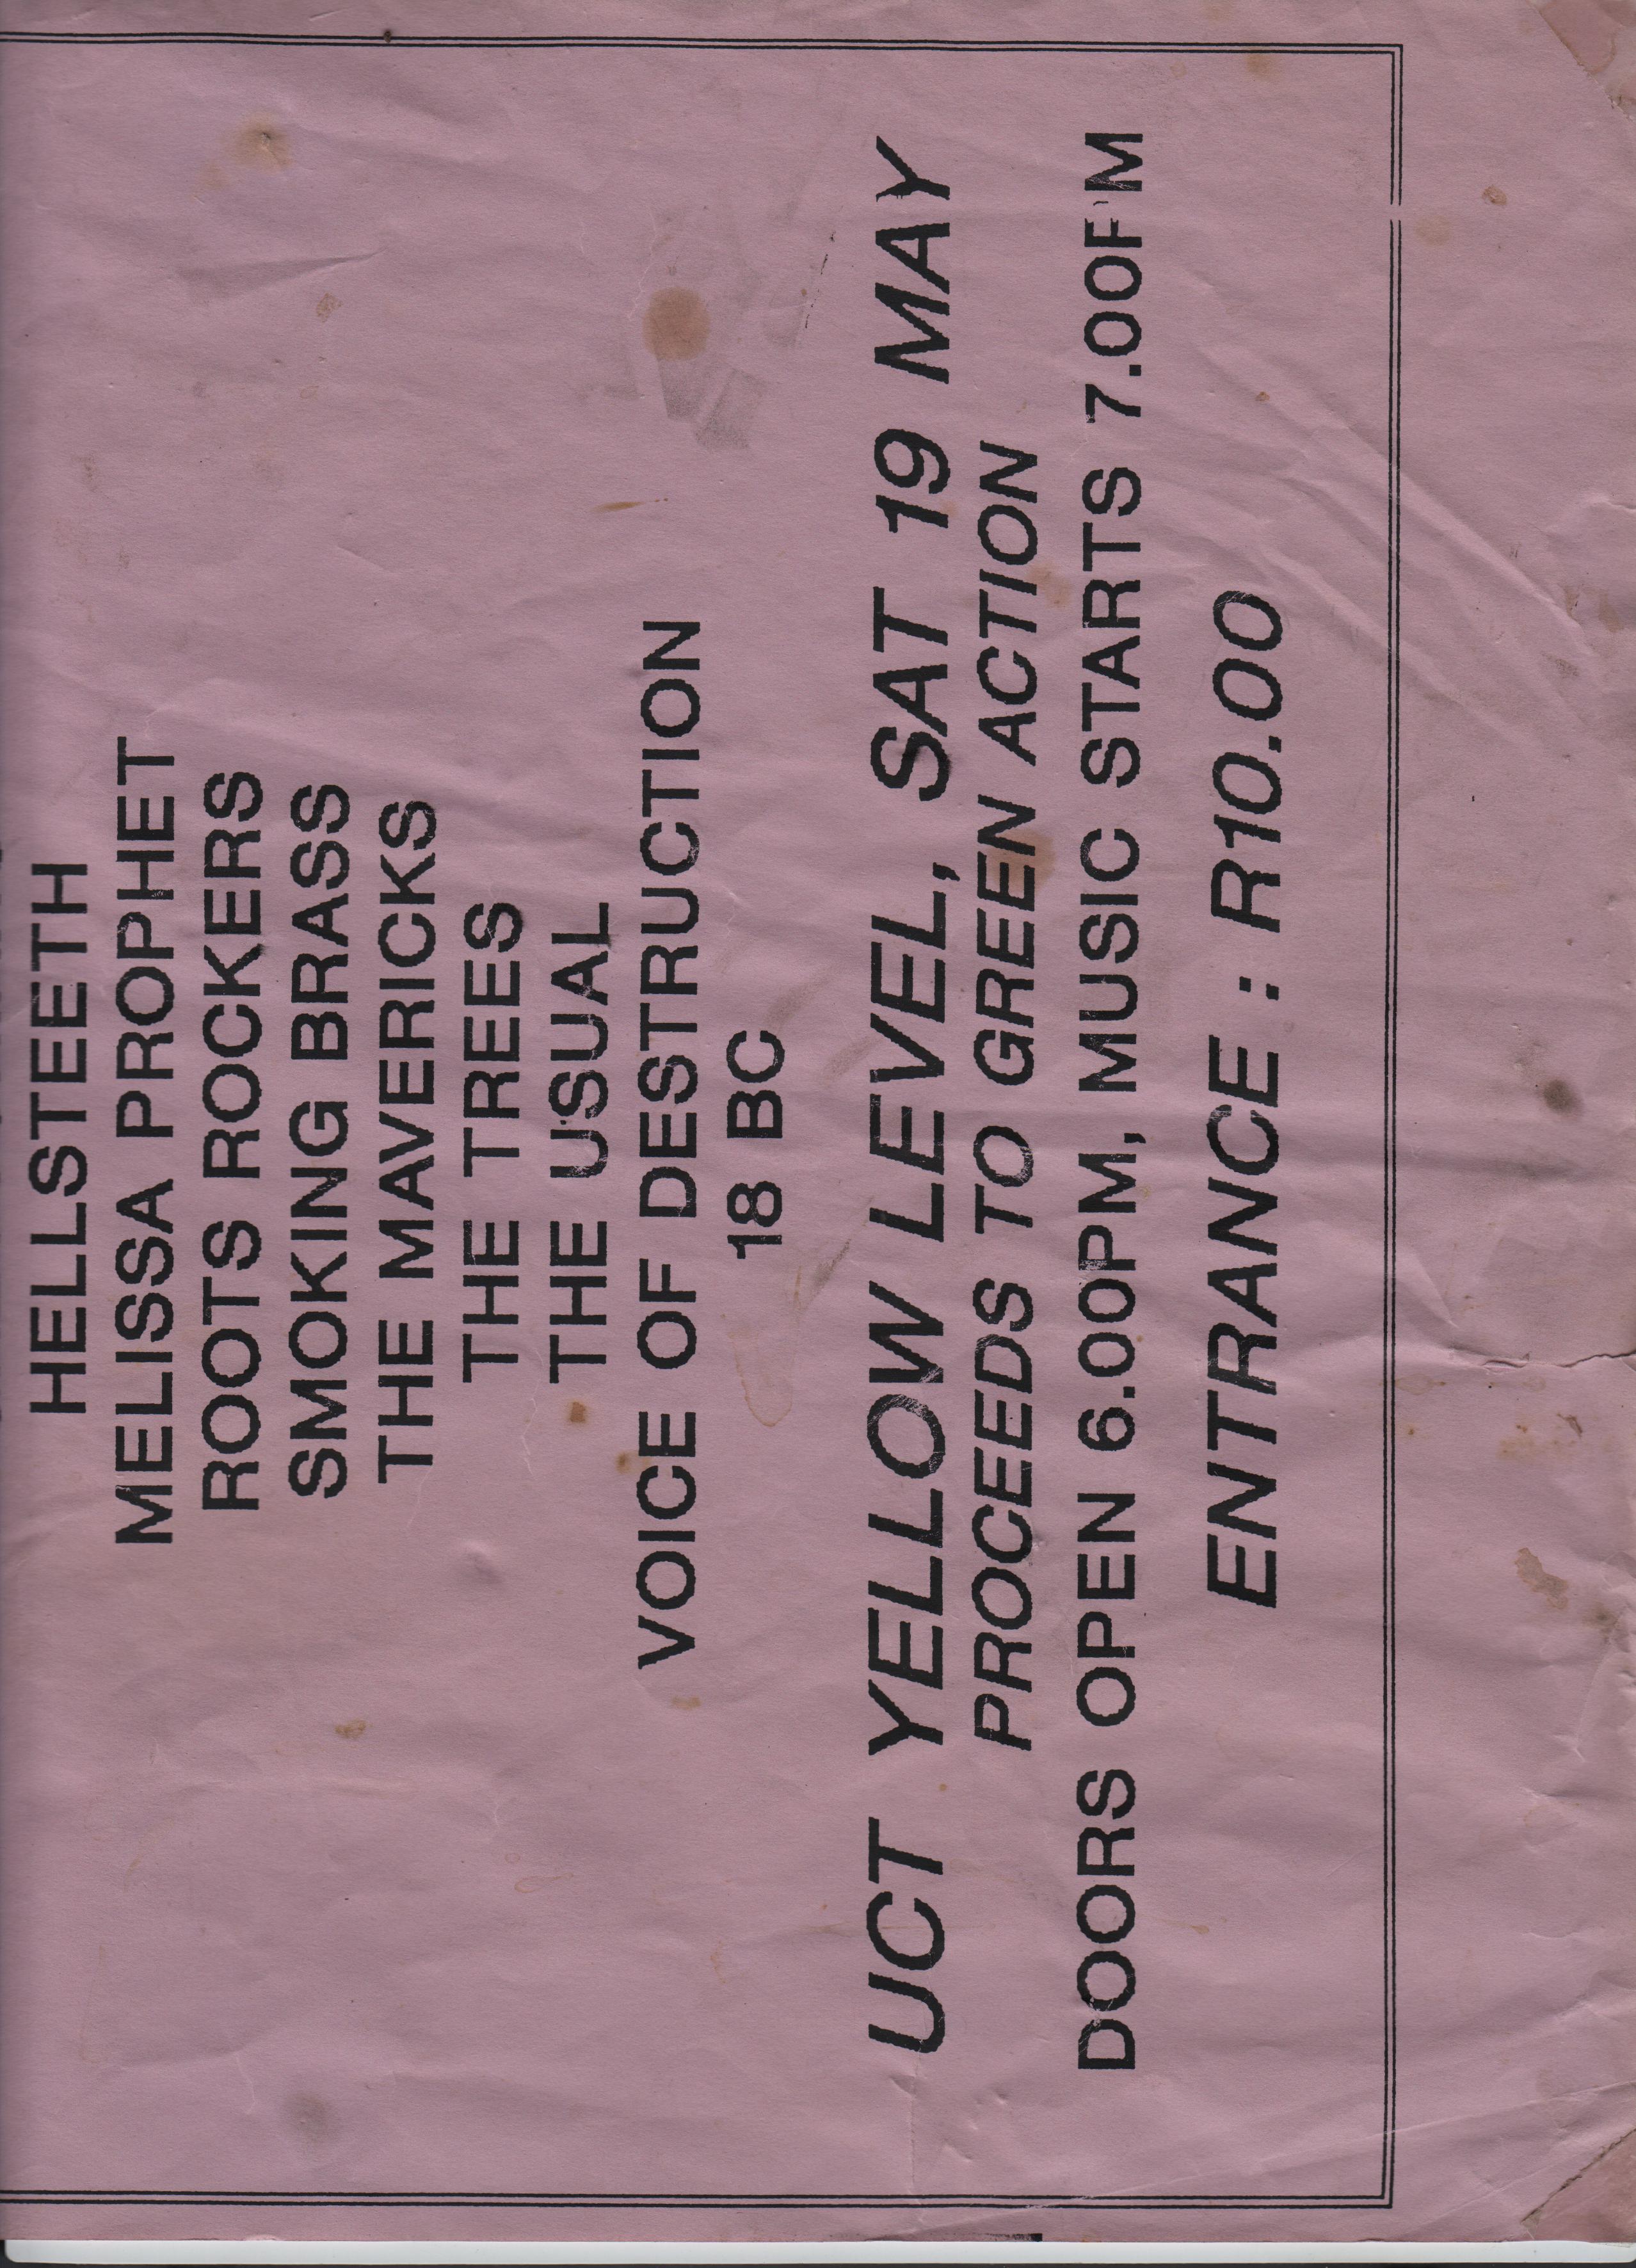 HELLSTEETH
MELISSA PROPHET
ROOTS ROCKERS
SMOKING BRASS
THE MAVERICKS
THE TREES
THE USUAL
VOICE OF DESTRUCTION
18 BC
UCT YELLOW LEVEL, SAT 19 MAY
PROCEEDS TO GREEN ACTION
DOORS OPEN 6.00PM, MUSIC STARTS 7.00PM
ENTRANCE : R10.00